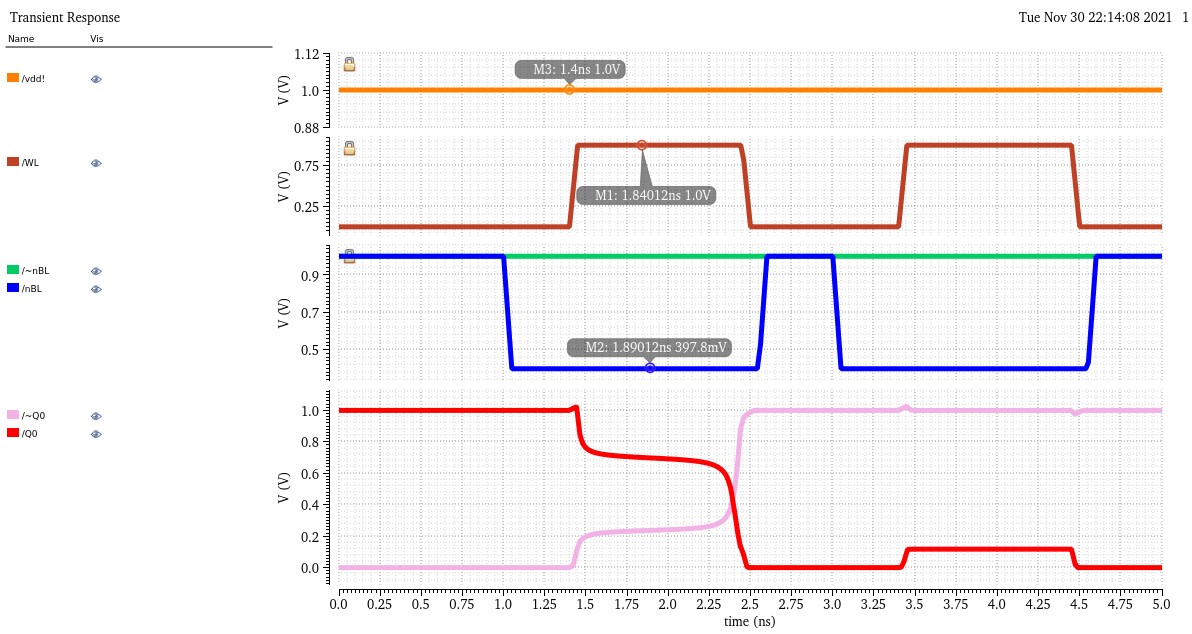 Transient Response
Tue Nov 30 22:14:08 2021 1
Name Vis
/vdd!
V (V)
1.12
1.0
0.88
M3: 1.4ns 1.0V
/WL
V (V)
0.75
0.25
M1: 1.84012ns 1.0V
/~nBL
/nBL
V (V)
0.9
0.7
0.5
M2: 1.89012ns 397.8mV
/~Q0
/Q0
V (V)
1.0
0.8
0.6
0.4
0.2
0.0
0.0 0.25 0.5 0.75 1.0 1.25 1.5 1.75 2.0 2.25 2.5 2.75 3.0 3.25 3.5 3.75 4.0 4.25 4.5 4.75 5.0
time (ns)